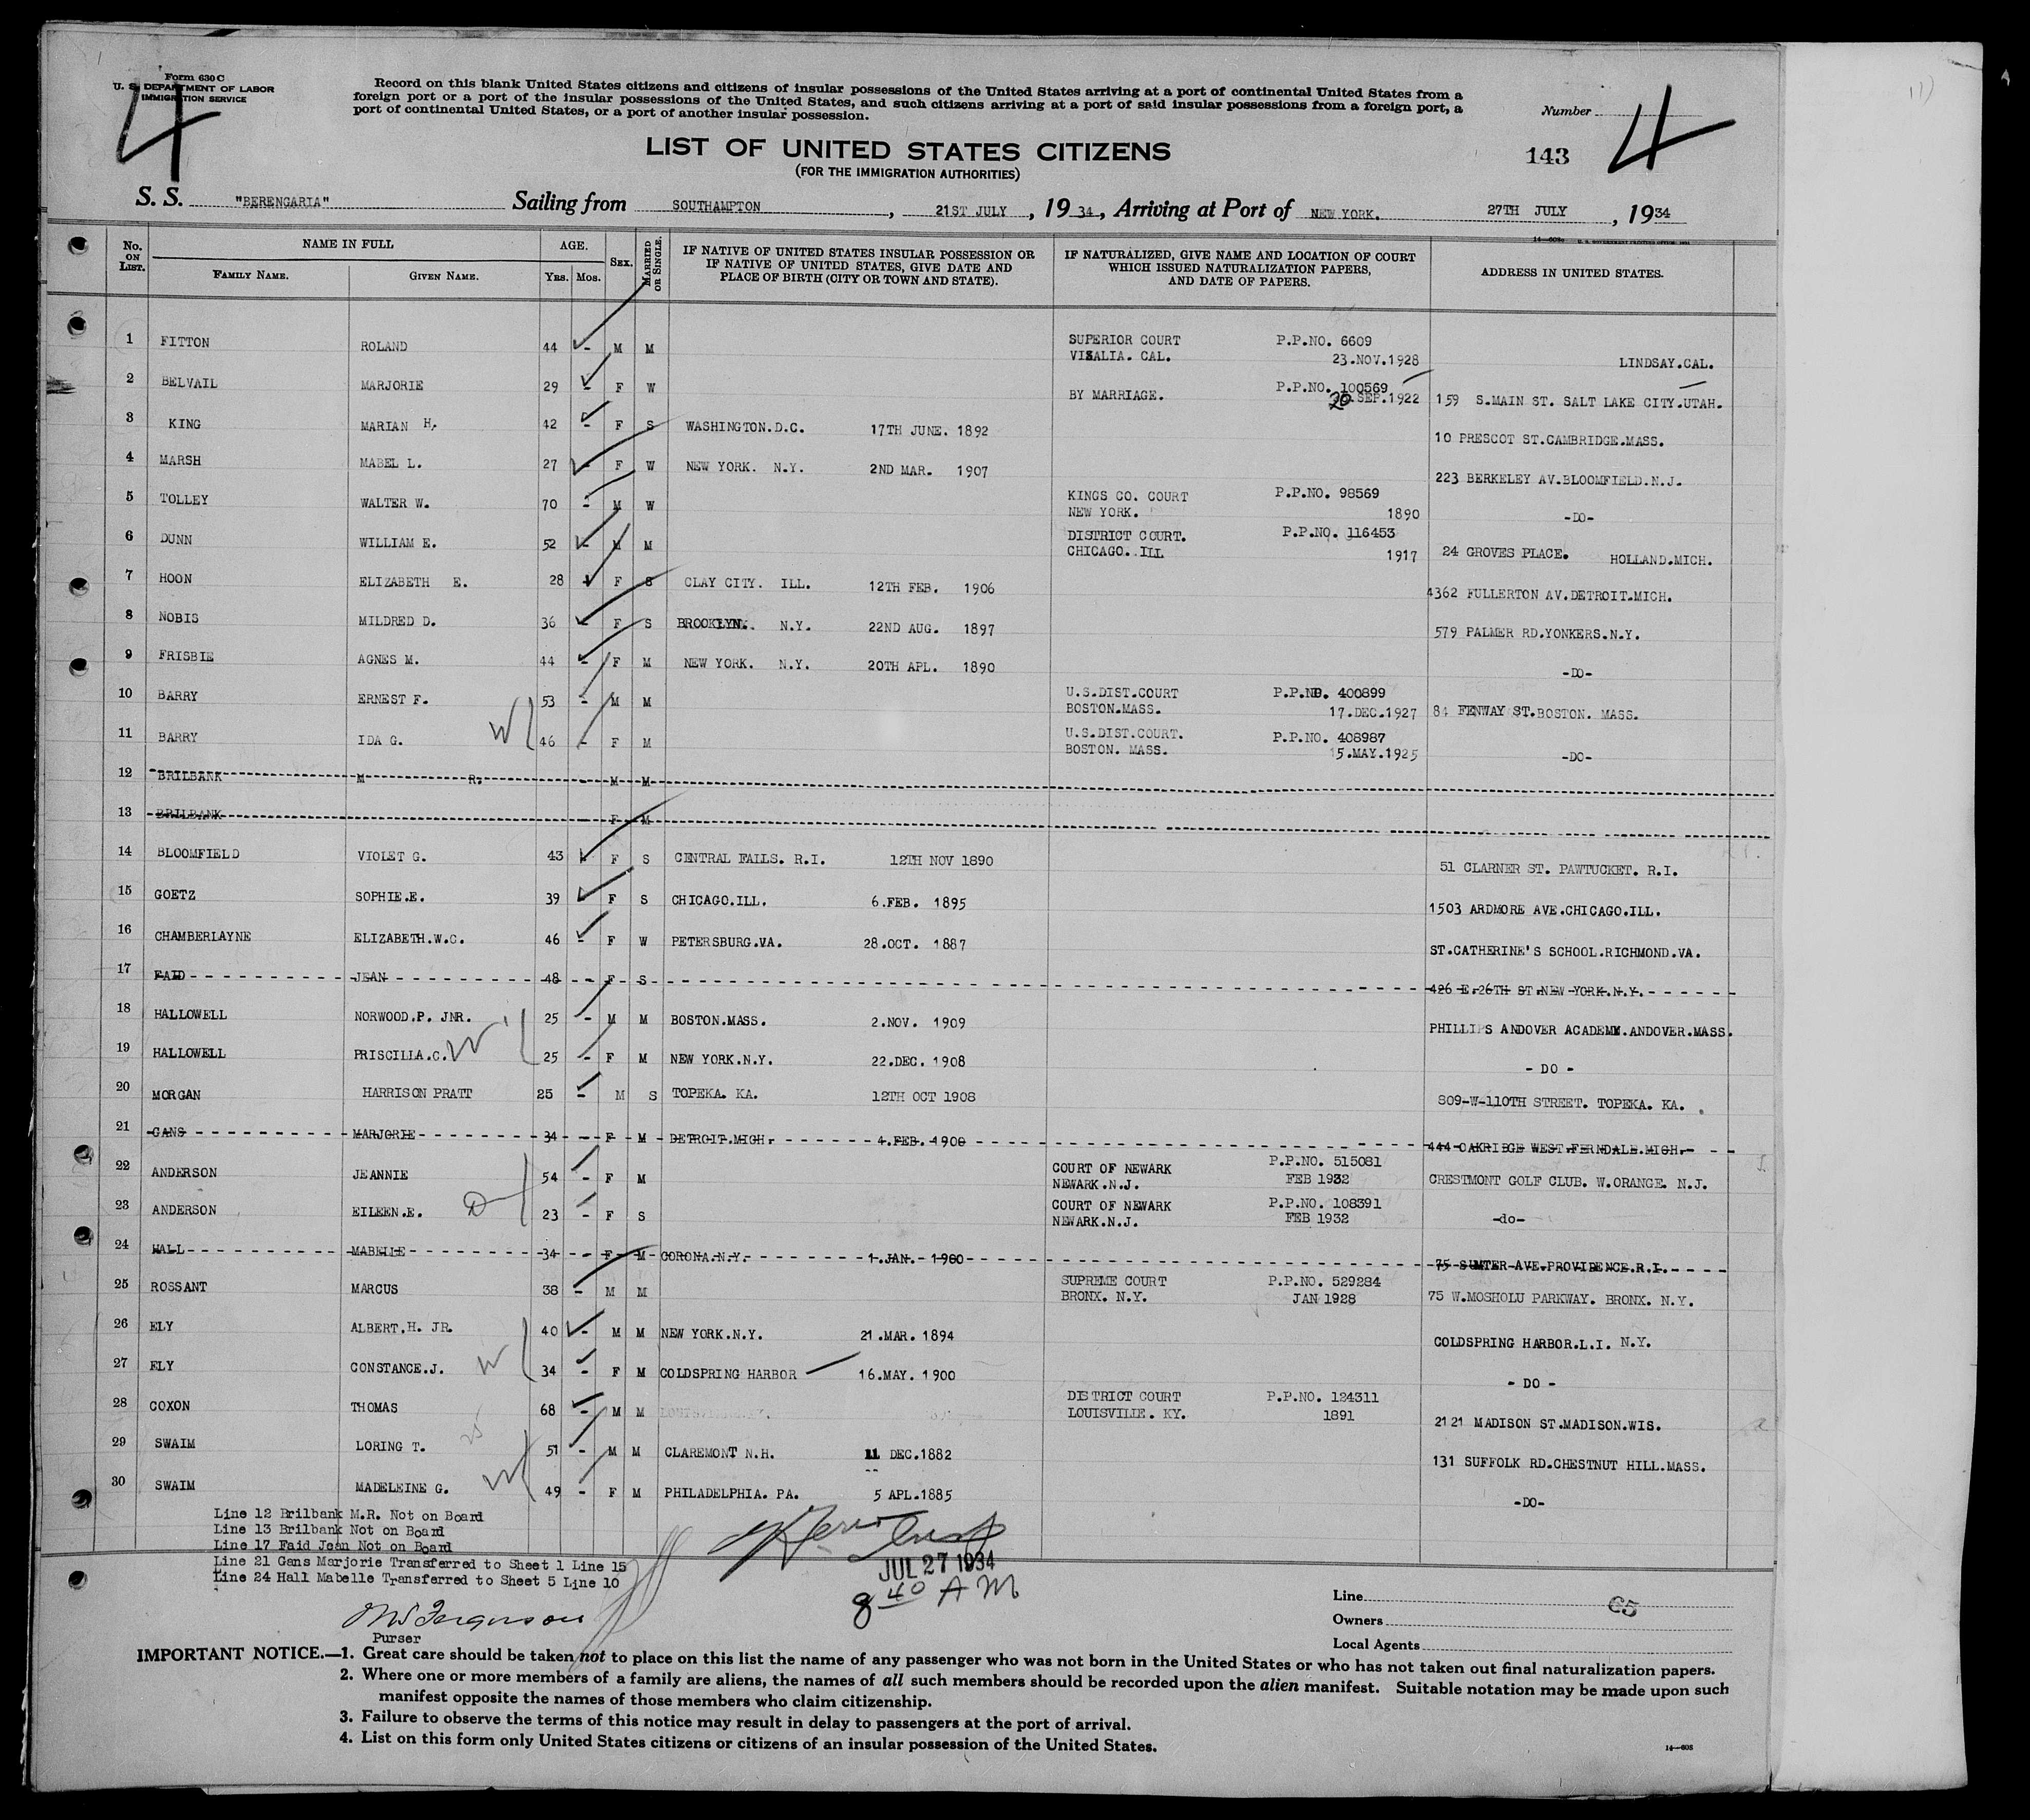 Form 630 C
U. S. DEPARTMENT OF LABOR
IMMIGRATION SERVICE
4
Record on this blank United States citizens and citizens of insular possessions of the United States arriving at a port of continental United States from a
foreign port or a port of the insular possessions of the United States, and such citizens arriving at a port of said insular possessions from a foreign port, a
port of continental United States, or a port of another insular possession.
Number
4
LIST OF UNITED STATES CITIZENS
(FOR THE IMMIGRATION AUTHORITIES)
143
S. S. "BERENGARIA" Sailing from SOUTHAMPTON, 21ST JULY, 1934, Arriving at Port of NEW YORK. 27TH JULY, 1934
No. ON LIST. NAME IN FULL FAMILY NAME. GIVEN NAME. AGE. YRS. MOS. SEX. MARRIED OR SINGLE. IF NATIVE OF UNITED STATES INSULAR POSSESSION OR IF NATIVE OF UNITED STATES, GIVE DATE AND PLACE OF BIRTH (CITY OR TOWN AND STATE). IF NATURALIZED, GIVE NAME AND LOCATION OF COURT WHICH ISSUED NATURALIZATION PAPERS, AND DATE OF PAPERS. ADDRESS IN UNITED STATES.
1 FITTON ROLAND 44 - M M SUPERIOR COURT VISALIA. CAL. P.P.NO. 6609 23.NOV.1928 LINDSAY.CAL.
2 BELVAIL MARJORIE 29 - F W BY MARRIAGE. P.P.NO. 100569 20.SEP.1922 159 S.MAIN ST. SALT LAKE CITY.UTAH.
3 KING MARIAN H. 42 - F S WASHINGTON.D.C. 17TH JUNE. 1892 10 PRESCOT ST.CAMBRIDGE.MASS.
4 MARSH MABEL L. 27 - F W NEW YORK. N.Y. 2ND MAR. 1907 223 BERKELEY AV.BLOOMFIELD.N.J.
5 TOLLEY WALTER W. 70 - M W KINGS CO. COURT NEW YORK. P.P.NO. 98569 1890 -DO-
6 DUNN WILLIAM E. 52 - M M DISTRICT COURT. CHICAGO. ILL P.P.NO. 116453 1917 24 GROVES PLACE. HOLLAND.MICH.
7 HOON ELIZABETH E. 28 - F S CLAY CITY. ILL. 12TH FEB. 1906 4362 FULLERTON AV.DETROIT.MICH.
8 NOBIS MILDRED D. 36 - F S BROOKLYN. N.Y. 22ND AUG. 1897 579 PALMER RD.YONKERS.N.Y.
9 FRISBIE AGNES M. 44 - F M NEW YORK. N.Y. 20TH APL. 1890 -DO-
10 BARRY ERNEST F. 53 - M M U.S.DIST.COURT BOSTON.MASS. P.P.NO. 400899 17.DEC.1927 84 FENWAY ST.BOSTON. MASS.
11 BARRY IDA G. W 46 - F M U.S.DIST.COURT. BOSTON. MASS. P.P.NO. 408987 15.MAY.1925 -DO-
12 BRILBANK M R. - M M
13 BRILBANK - F M
14 BLOOMFIELD VIOLET G. 43 - F S CENTRAL FALLS. R.I. 12TH NOV 1890 51 CLARNER ST. PAWTUCKET. R.I.
15 GOETZ SOPHIE.E. 39 F S CHICAGO.ILL. 6.FEB. 1895 1503 ARDMORE AVE.CHICAGO.ILL.
16 CHAMBERLAYNE ELIZABETH.W.C. 46 - F W PETERSBURG.VA. 28.OCT. 1887 ST.CATHERINE'S SCHOOL.RICHMOND.VA.
17 FAID JEAN 48 - F S 426 E.26TH ST.NEW YORK.N.Y.
18 HALLOWELL NORWOOD.P. JNR. 25 - M M BOSTON.MASS. 2.NOV. 1909 PHILLIPS ANDOVER ACADEMY.ANDOVER.MASS.
19 HALLOWELL PRISCILLA.C. W 25 - F M NEW YORK.N.Y. 22.DEC. 1908 - DO -
20 MORGAN HARRISON PRATT 25 - M S TOPEKA. KA. 12TH OCT 1908 809-W-110TH STREET. TOPEKA. KA.
21 GANS MARJORIE 34 - F M DETROIT.MICH. 4.FEB. 1900 444 OAKRIDGE WEST.FERNDALE.MICH.
22 ANDERSON JEANNIE 54 - F M COURT OF NEWARK NEWARK.N.J. P.P.NO. 515081 FEB 1932 CRESTMONT GOLF CLUB. W.ORANGE. N.J.
23 ANDERSON EILEEN.E. D 23 - F S COURT OF NEWARK NEWARK.N.J. P.P.NO. 108391 FEB 1932 -do-
24 HALL MABELLE 34 - F M CORONA.N.Y. 1.JAN. 1900 75 SUMTER AVE.PROVIDENCE.R.I.
25 ROSSANT MARCUS 38 - M M SUPREME COURT BRONX. N.Y. P.P.NO. 529284 JAN 1928 75 W.MOSHOLU PARKWAY. BRONX. N.Y.
26 ELY ALBERT.H. JR. 40 - M M NEW YORK.N.Y. 21.MAR. 1894 COLDSPRING HARBOR.L.I. N.Y.
27 ELY CONSTANCE.J. W 34 - F M COLDSPRING HARBOR 16.MAY. 1900 - DO -
28 COXON THOMAS 68 - M M DISTRICT COURT LOUISVILLE. KY. P.P.NO. 124311 1891 2121 MADISON ST.MADISON.WIS.
29 SWAIM LORING T. 51 - M M CLAREMONT N.H. 11 DEC.1882 131 SUFFOLK RD.CHESTNUT HILL.MASS.
30 SWAIM MADELEINE G. W 49 - F M PHILADELPHIA. PA. 5 APL.1885 -DO-
Line 12 Brilbank M.R. Not on Board
Line 13 Brilbank Not on Board
Line 17 Faid Jean Not on Board
Line 21 Gans Marjorie Transferred to Sheet 1 Line 15
Line 24 Hall Mabelle Transferred to Sheet 5 Line 10
JUL 27 1934
8 40 A M
Ferguson
Purser
Line
Owners
Local Agents
IMPORTANT NOTICE.—1. Great care should be taken not to place on this list the name of any passenger who was not born in the United States or who has not taken out final naturalization papers.
2. Where one or more members of a family are aliens, the names of all such members should be recorded upon the alien manifest. Suitable notation may be made upon such
manifest opposite the names of those members who claim citizenship.
3. Failure to observe the terms of this notice may result in delay to passengers at the port of arrival.
4. List on this form only United States citizens or citizens of an insular possession of the United States.
14—605